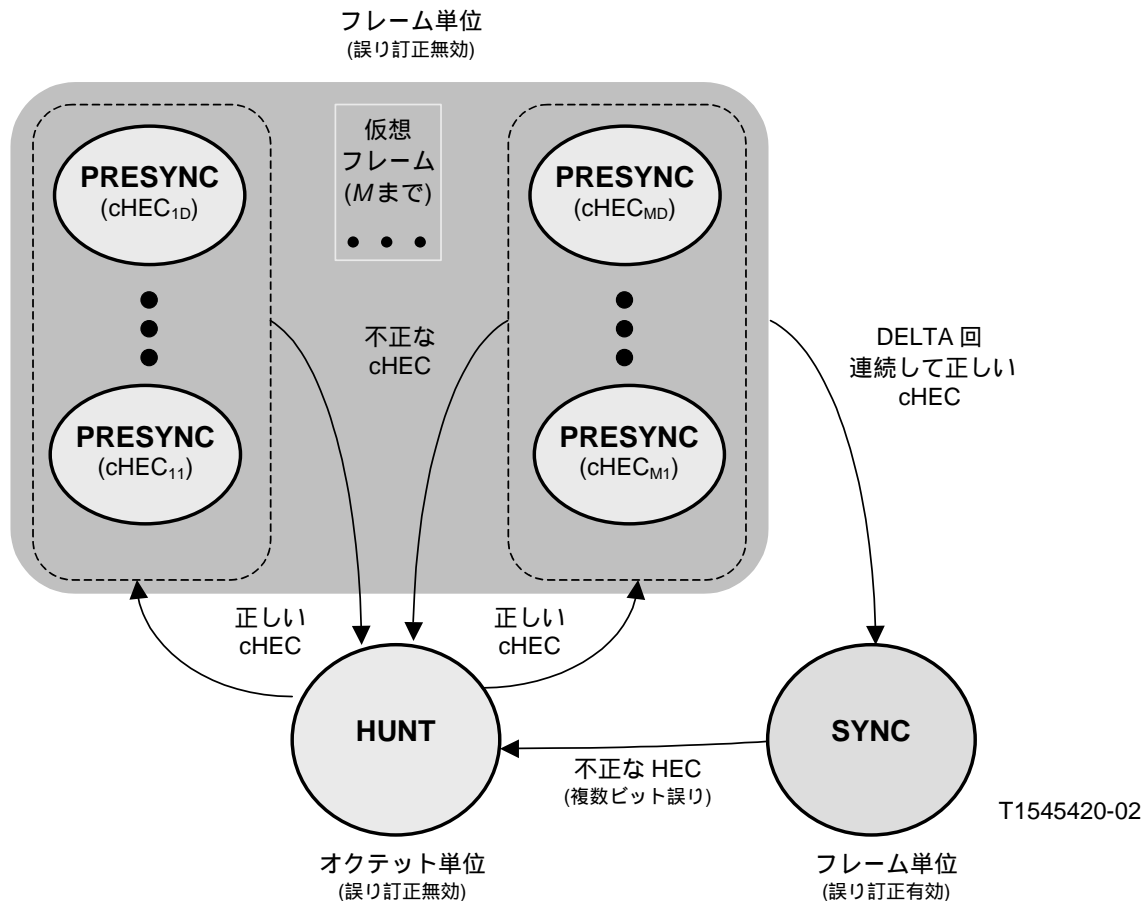 フレーム単位
(誤り訂正無効)
PRESYNC
(cHEC1D)
仮想
フレーム
(Mまで)
PRESYNC
(cHECMD)
不正な
cHEC
DELTA 回
連続して正しい
cHEC
PRESYNC
(cHEC11)
PRESYNC
(cHECM1)
正しい
cHEC
正しい
cHEC
HUNT
SYNC
不正な HEC
(複数ビット誤り)
T1545420-02
オクテット単位
(誤り訂正無効)
フレーム単位
(誤り訂正有効)